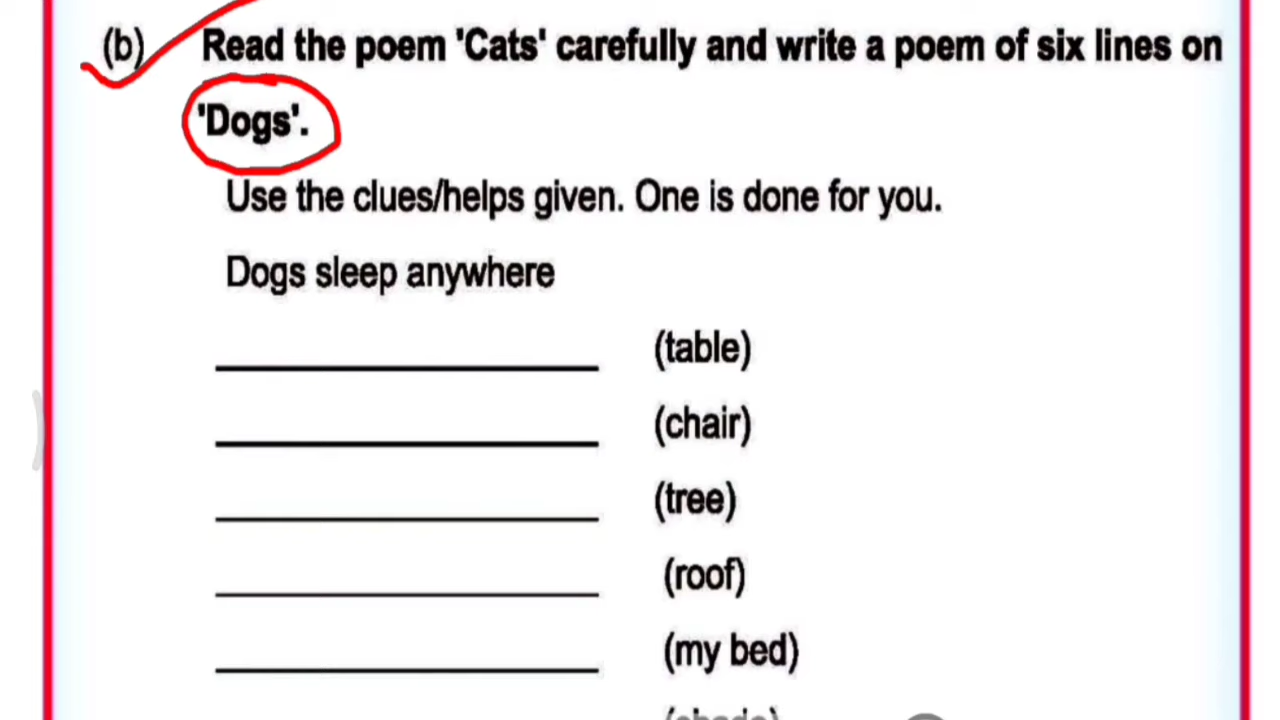 (b) Read the poem 'Cats' carefully and write a poem of six lines on
'Dogs'.
Use the clues/helps given. One is done for you.
Dogs sleep anywhere
(table)
(chair)
(tree)
(roof)
(my bed)